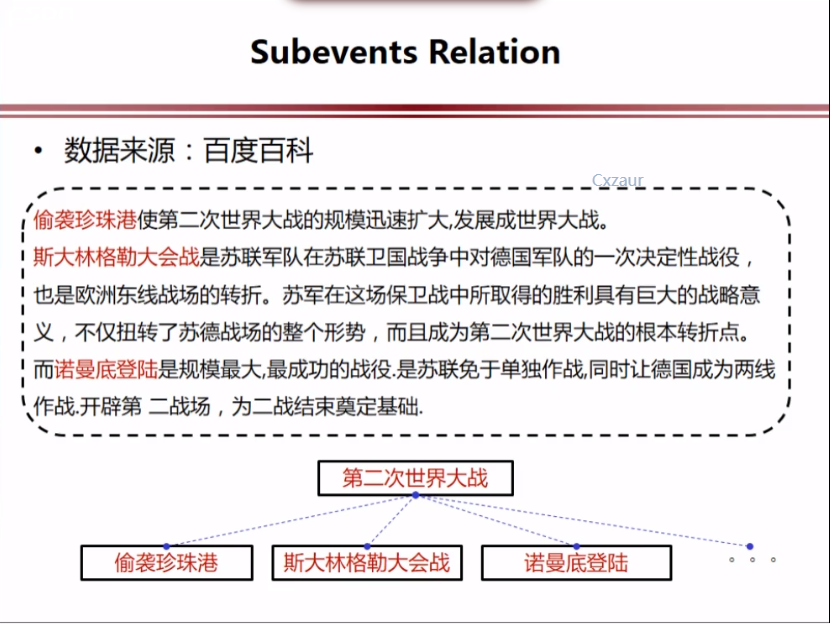 Subevents Relation
• 数据来源：百度百科
Cxzaur
偷袭珍珠港使第二次世界大战的规模迅速扩大,发展成世界大战。
斯大林格勒大会战是苏联军队在苏联卫国战争中对德国军队的一次决定性战役，
也是欧洲东线战场的转折。苏军在这场保卫战中所取得的胜利具有巨大的战略意
义，不仅扭转了苏德战场的整个形势，而且成为第二次世界大战的根本转折点。
而诺曼底登陆是规模最大,最成功的战役.是苏联免于单独作战,同时让德国成为两线
作战.开辟第 二战场，为二战结束奠定基础.
第二次世界大战
偷袭珍珠港 斯大林格勒大会战 诺曼底登陆 。。。